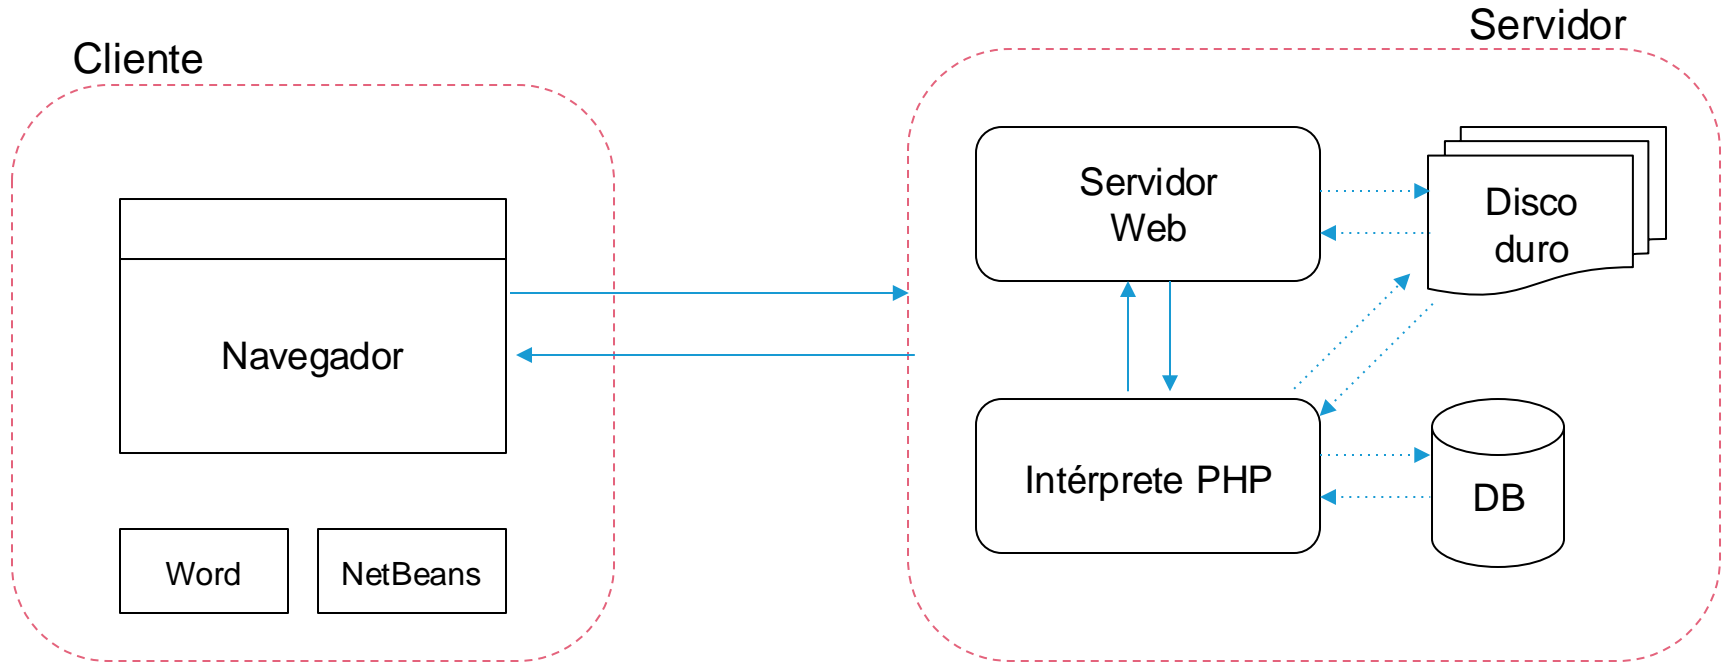 Cliente
Servidor
Servidor
Web
Disco
duro
Navegador
Intérprete PHP
DB
Word
NetBeans